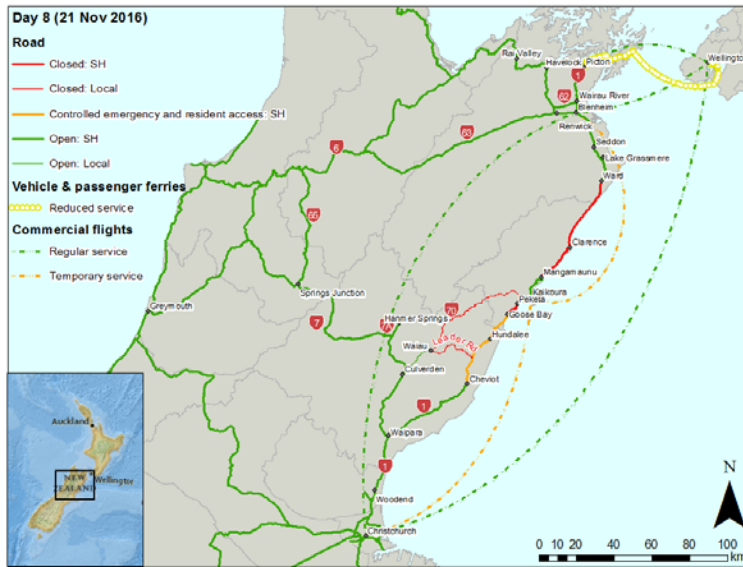 Day 8 (21 Nov 2016)
Road
Closed: SH
Closed: Local
Controlled emergency and resident access: SH
Open: SH
Open: Local
Vehicle & passenger ferries
Reduced service
Commercial flights
Regular service
Temporary service
Rai Valley
Havelock
Picton
Wellington
1
Wairau River
62
Blenheim
Renwick
63
6
Seddon
Lake Grassmere
Ward
65
Clarence
Mangamaunu
Springs Junction
Kaikoura
Peketa
Greymouth
70
Goose Bay
Hanmer Springs
7
7A
Leader Rd
Hundalee
Waiau
Culverden
Cheviot
1
Waipara
1
Woodend
Christchurch
Auckland
Wellington
NEW
ZEALAND
N
0 10 20 40 60 80 100
km